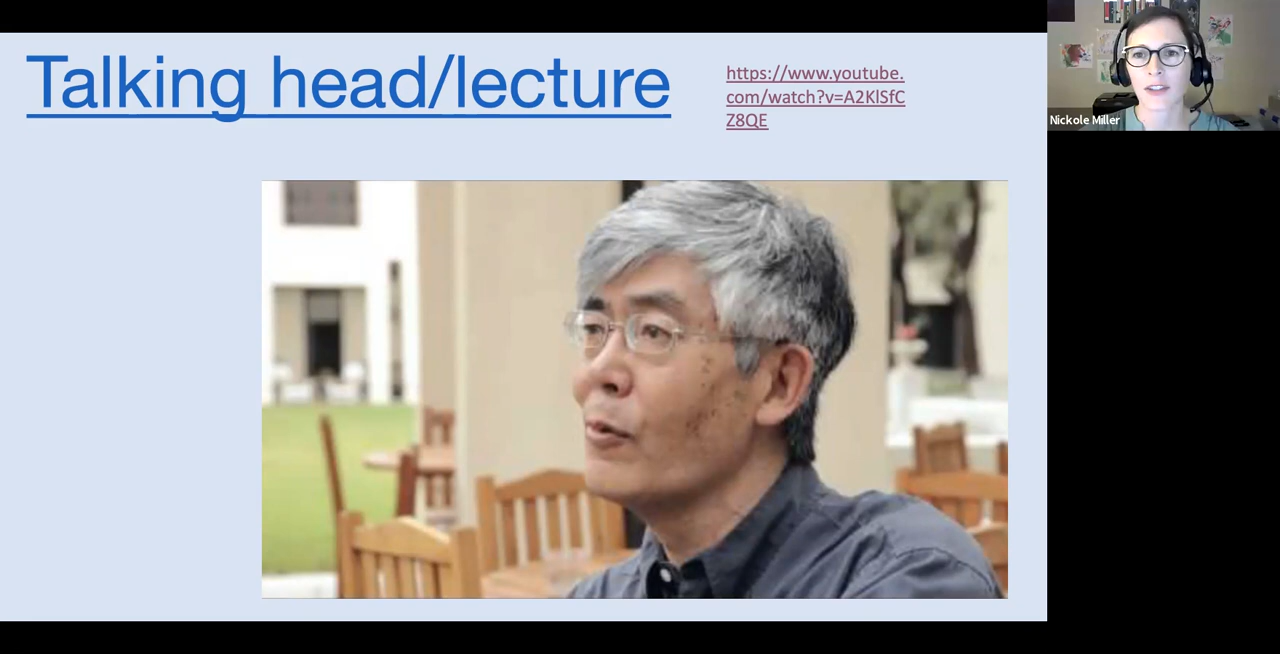 Talking head/lecture
https://www.youtube.
com/watch?v=A2KlSfC
Z8QE
Nickole Miller